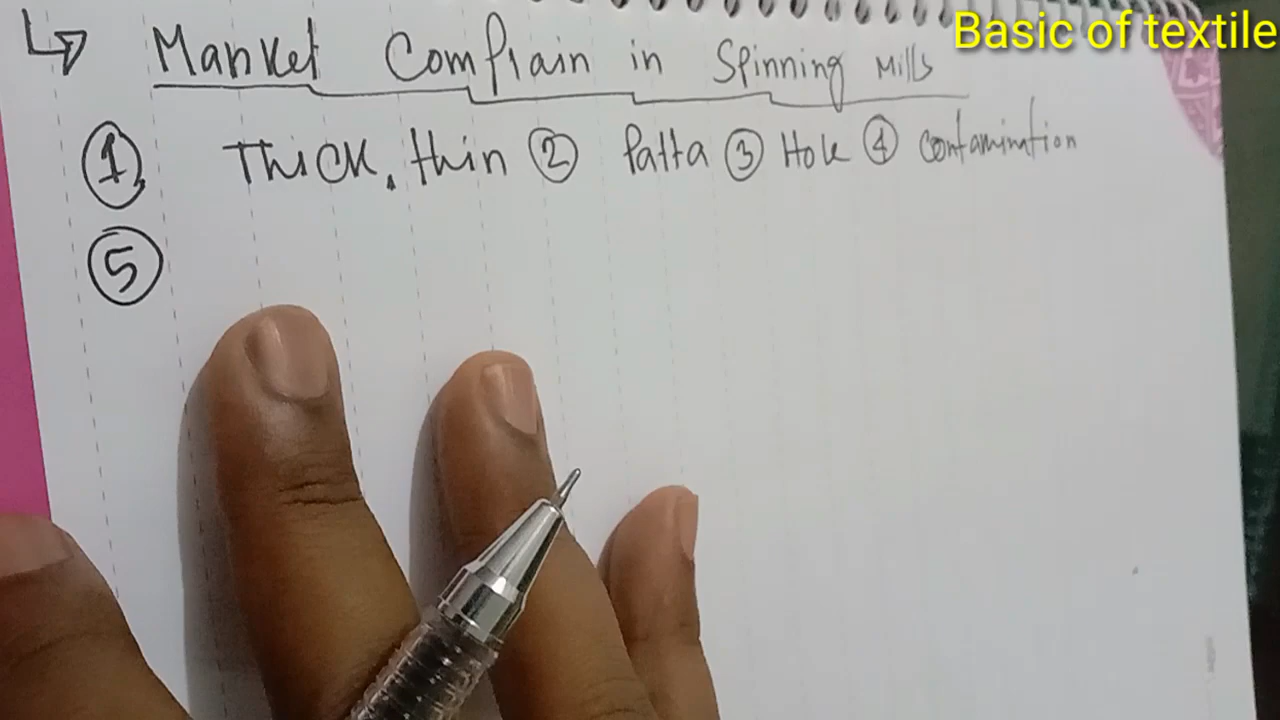 Basic of textile
↳ Market Complain in Spinning Mills
① Thick, thin ② Patta ③ Hole ④ Contamination
⑤